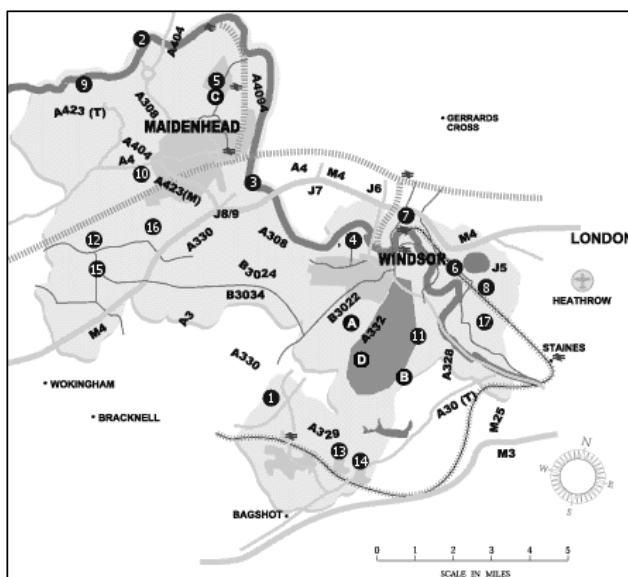 2
A404
9
5
C
A4094
A423 (T)
A308
GERRARDS
CROSS
MAIDENHEAD
A404
A4
10
A423(M)
A4
M4
J6
J7
3
7
J8/9
12
16
A330
A308
4
M4
LONDON
WINDSOR
15
B3024
6
J5
8
HEATHROW
B3034
B3022
M4
A3
A
A332
11
17
STAINES
A330
D
A328
WOKINGHAM
B
1
A30 (T)
M25
BRACKNELL
A329
M3
13
14
N
W
E
S
BAGSHOT
0 1 2 3 4 5
SCALE IN MILES